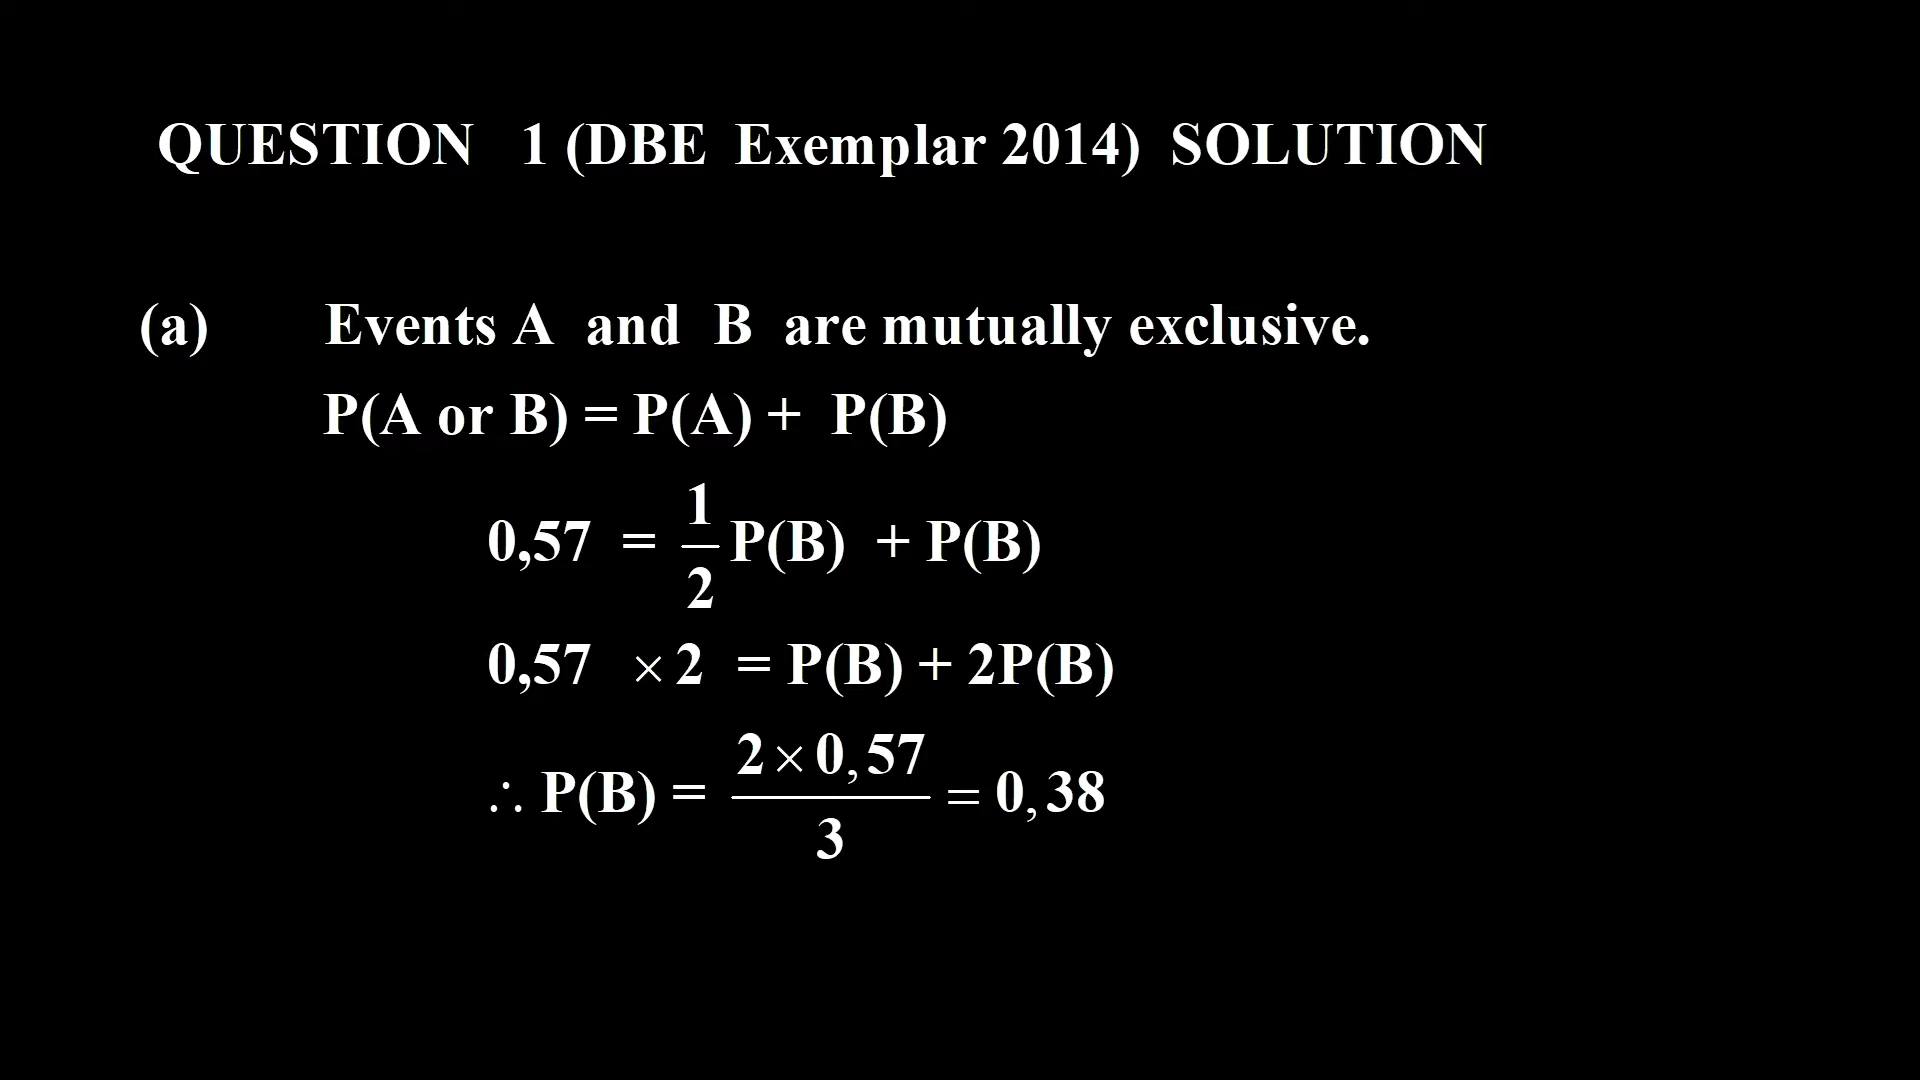 QUESTION 1 (DBE Exemplar 2014) SOLUTION
(a) Events A and B are mutually exclusive.
P(A or B) = P(A) + P(B)
0,57 = 1/2 P(B) + P(B)
0,57 × 2 = P(B) + 2P(B)
∴ P(B) = 2 × 0,57 / 3 = 0,38